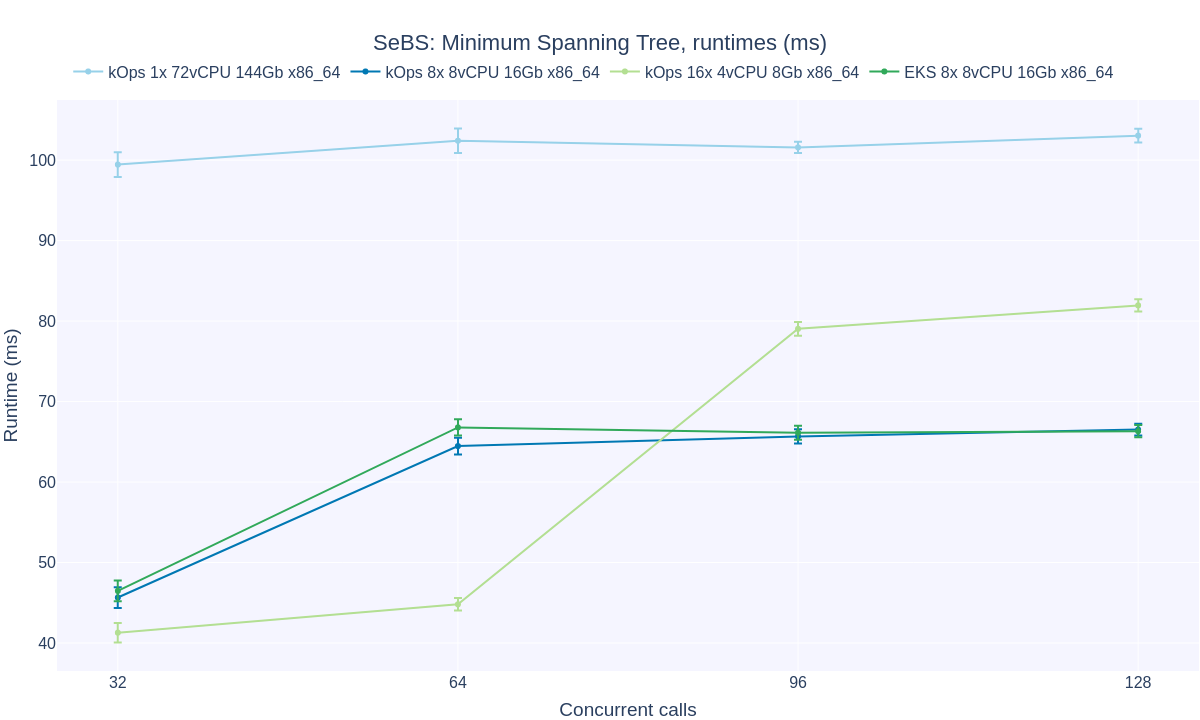 SeBS: Minimum Spanning Tree, runtimes (ms)
kOps 1x 72vCPU 144Gb x86_64 kOps 8x 8vCPU 16Gb x86_64 kOps 16x 4vCPU 8Gb x86_64 EKS 8x 8vCPU 16Gb x86_64
100
90
80
70
60
50
40
Runtime (ms)
32 64 96 128
Concurrent calls